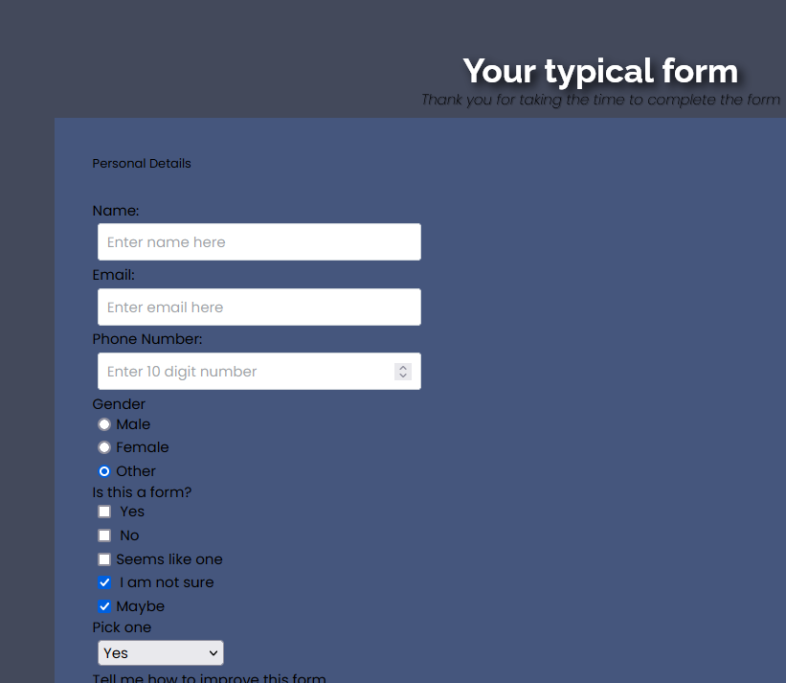 Your typical form
Thank you for taking the time to complete the form
Personal Details
Name:
Enter name here
Email:
Enter email here
Phone Number:
Enter 10 digit number
Gender
Male
Female
Other
Is this a form?
Yes
No
Seems like one
I am not sure
Maybe
Pick one
Yes
Tell me how to improve this form